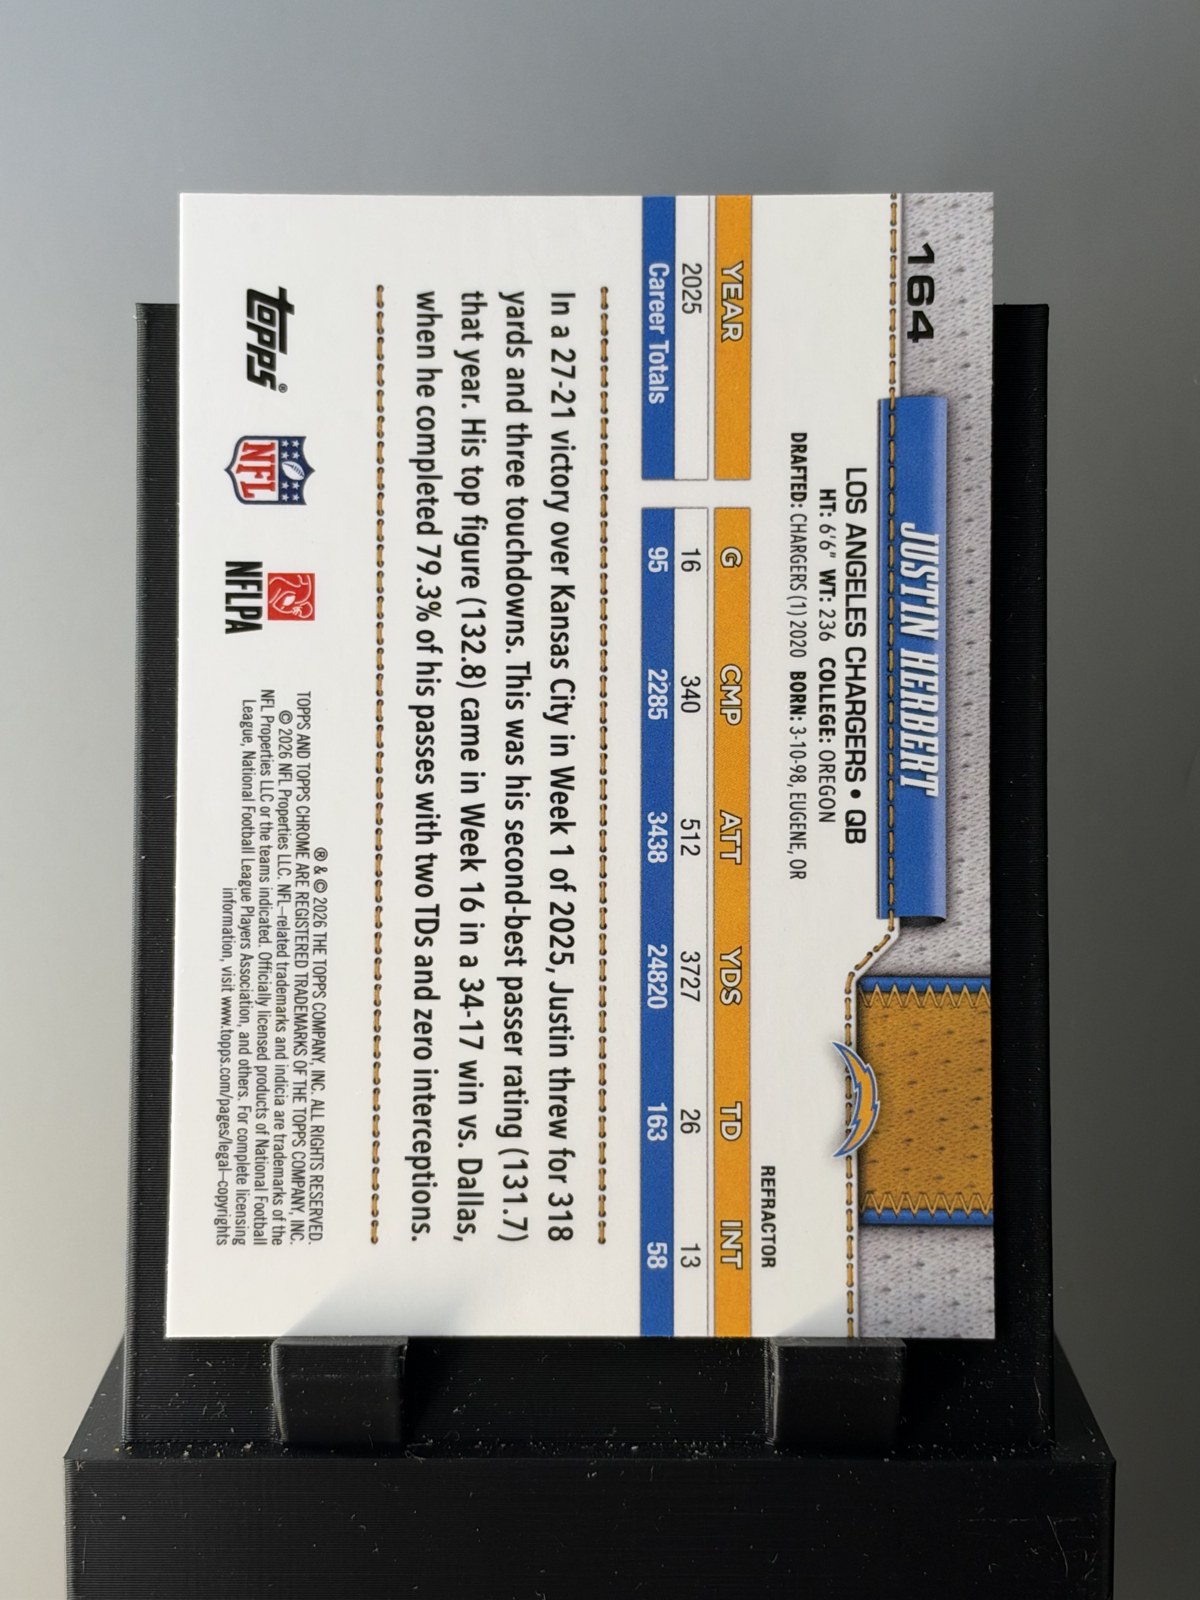 164
JUSTIN HERBERT
LOS ANGELES CHARGERS • QB
HT: 6'6" WT: 236 COLLEGE: OREGON
DRAFTED: CHARGERS (1) 2020 BORN: 3-10-98, EUGENE, OR
REFRACTOR
YEAR G CMP ATT YDS TD INT
2025 16 340 512 3727 26 13
Career Totals 95 2285 3438 24820 163 58
In a 27-21 victory over Kansas City in Week 1 of 2025, Justin threw for 318
yards and three touchdowns. This was his second-best passer rating (131.7)
that year. His top figure (132.8) came in Week 16 in a 34-17 win vs. Dallas,
when he completed 79.3% of his passes with two TDs and zero interceptions.
topps®
NFL
NFLPA
® & © 2026 THE TOPPS COMPANY, INC. ALL RIGHTS RESERVED.
TOPPS AND TOPPS CHROME ARE REGISTERED TRADEMARKS OF THE TOPPS COMPANY, INC.
© 2026 NFL Properties LLC. NFL-related trademarks and indicia are trademarks of the
NFL Properties LLC or the teams indicated. Officially licensed products of National Football
League, National Football League Players Association, and others. For complete licensing
information, visit www.topps.com/pages/legal-copyrights